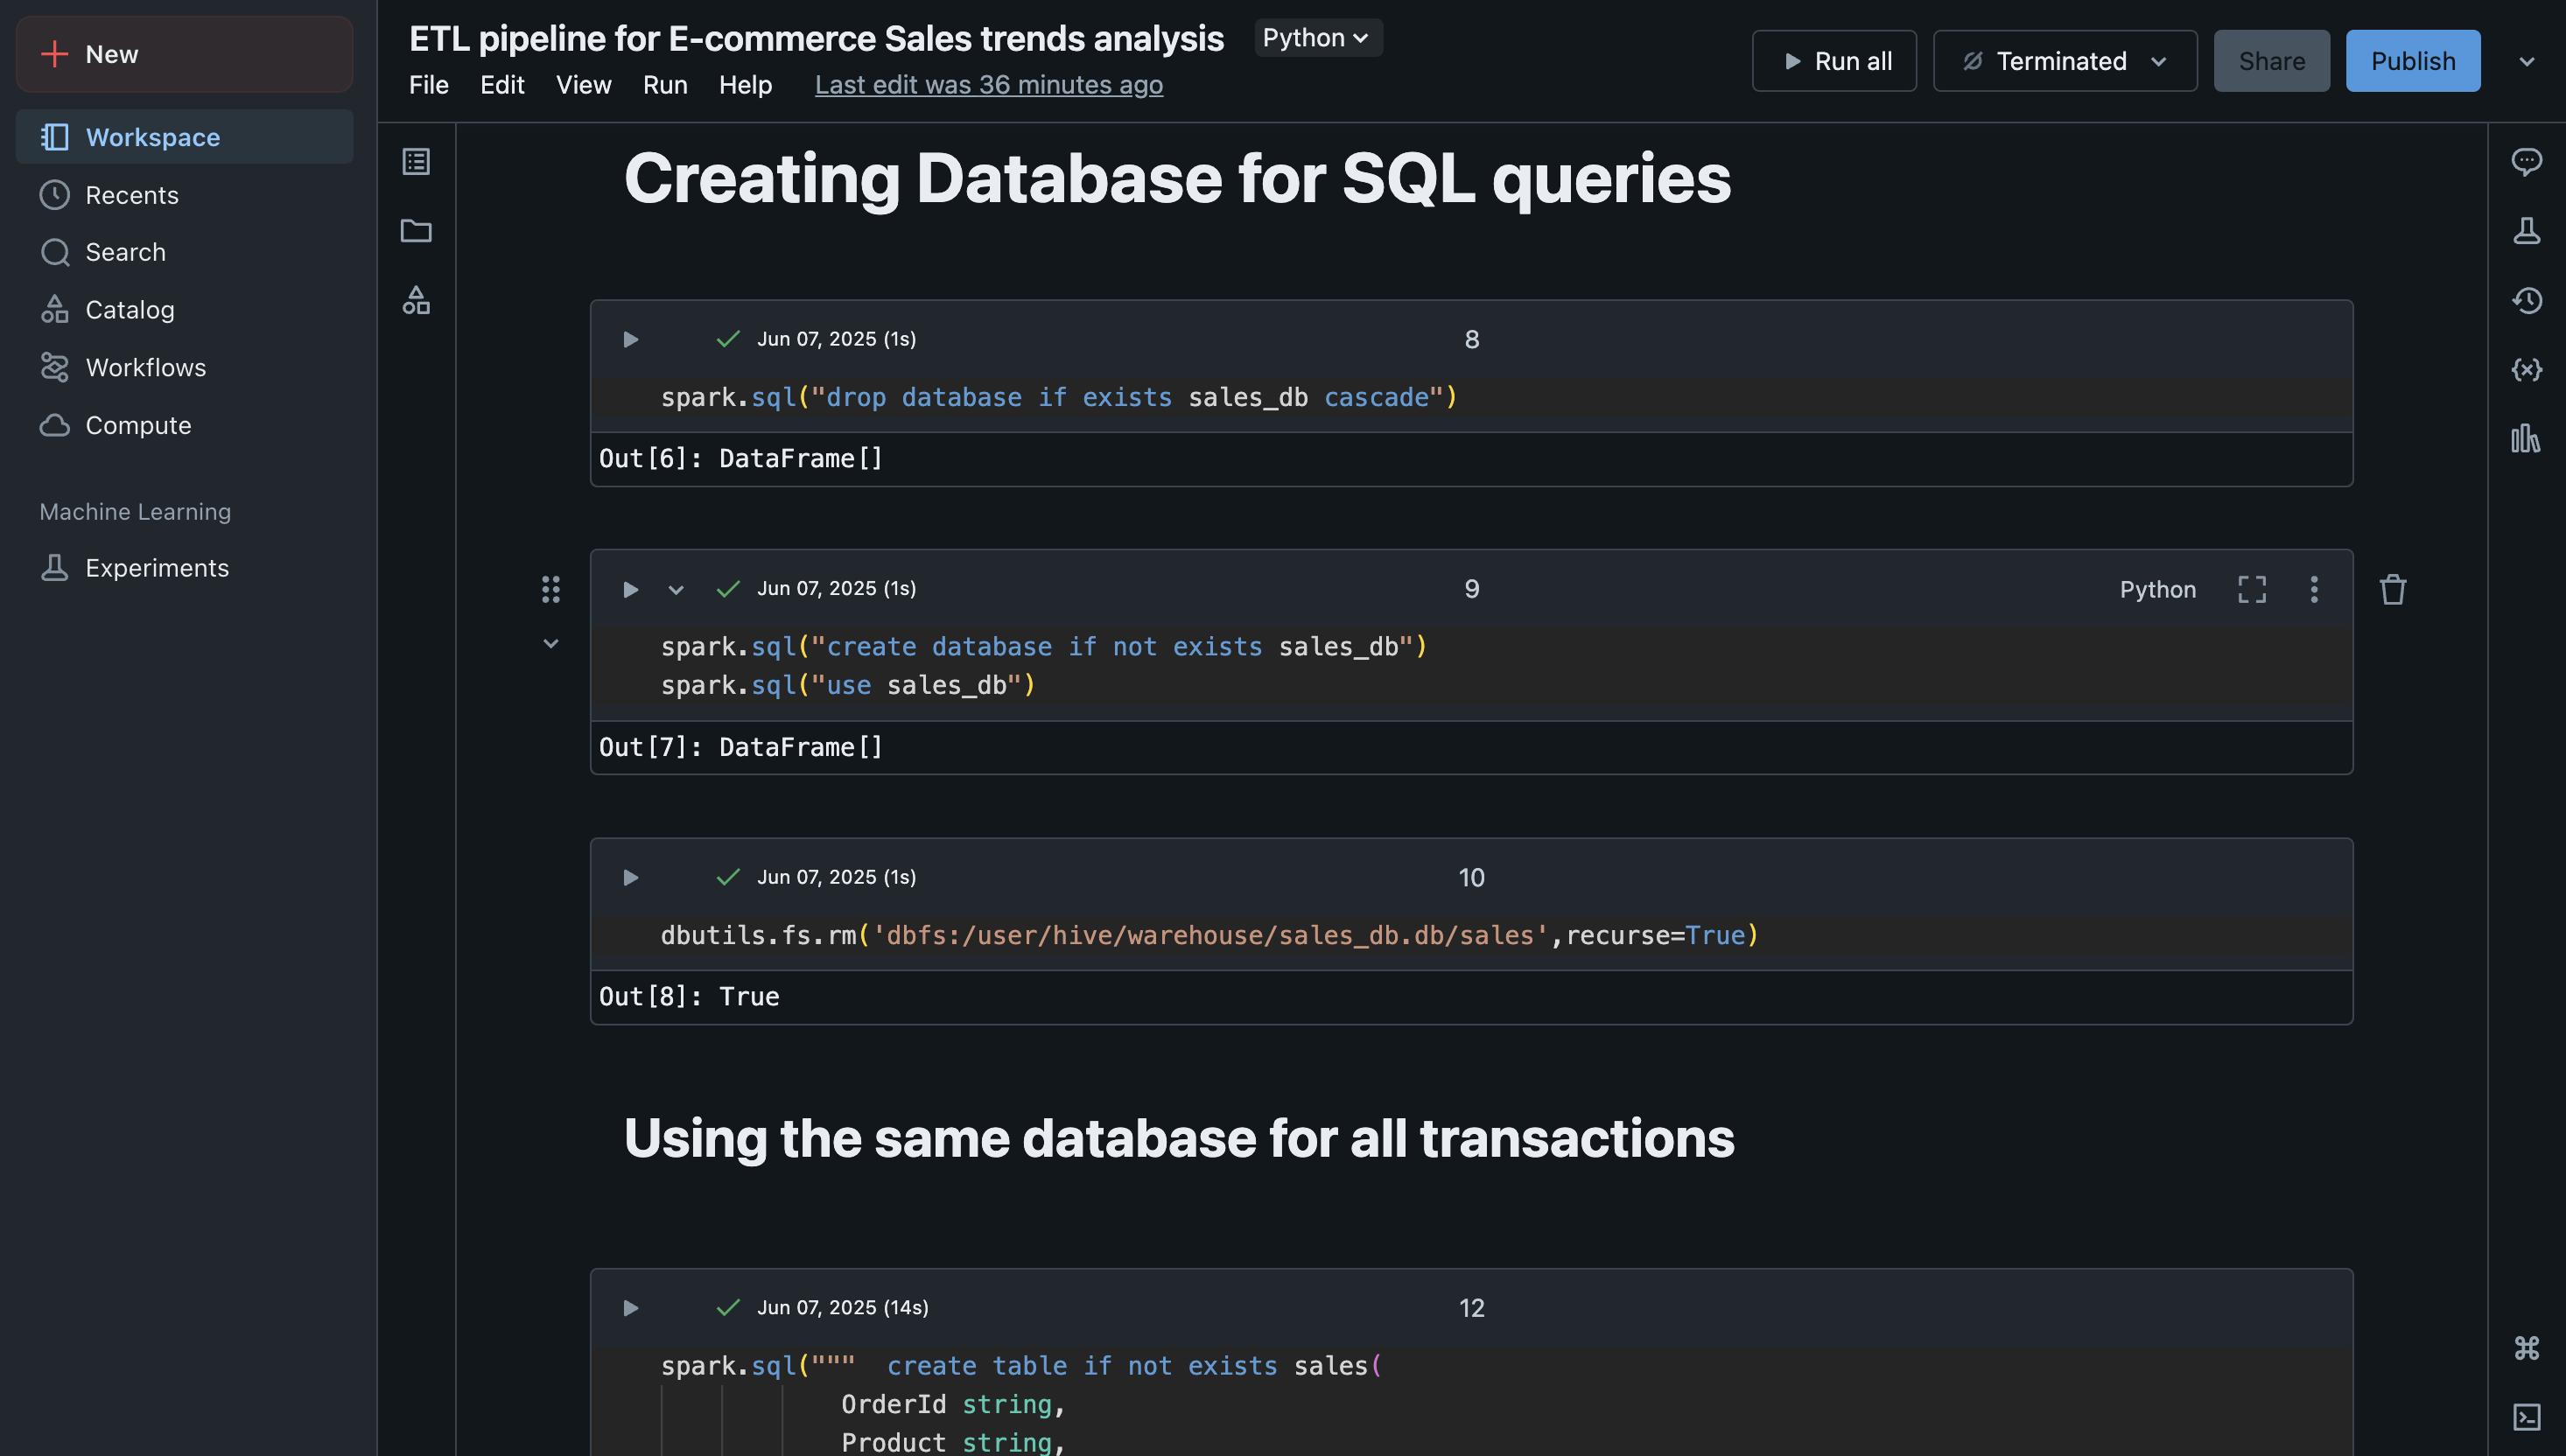 New
Workspace
Recents
Search
Catalog
Workflows
Compute
Machine Learning
Experiments
ETL pipeline for E-commerce Sales trends analysis Python
File Edit View Run Help Last edit was 36 minutes ago
Run all Terminated Share Publish
Creating Database for SQL queries
Jun 07, 2025 (1s) 8
spark.sql("drop database if exists sales_db cascade")
Out[6]: DataFrame[]
Jun 07, 2025 (1s) 9 Python
spark.sql("create database if not exists sales_db")
spark.sql("use sales_db")
Out[7]: DataFrame[]
Jun 07, 2025 (1s) 10
dbutils.fs.rm('dbfs:/user/hive/warehouse/sales_db.db/sales',recurse=True)
Out[8]: True
Using the same database for all transactions
Jun 07, 2025 (14s) 12
spark.sql("""  create table if not exists sales(
OrderId string,
Product string,